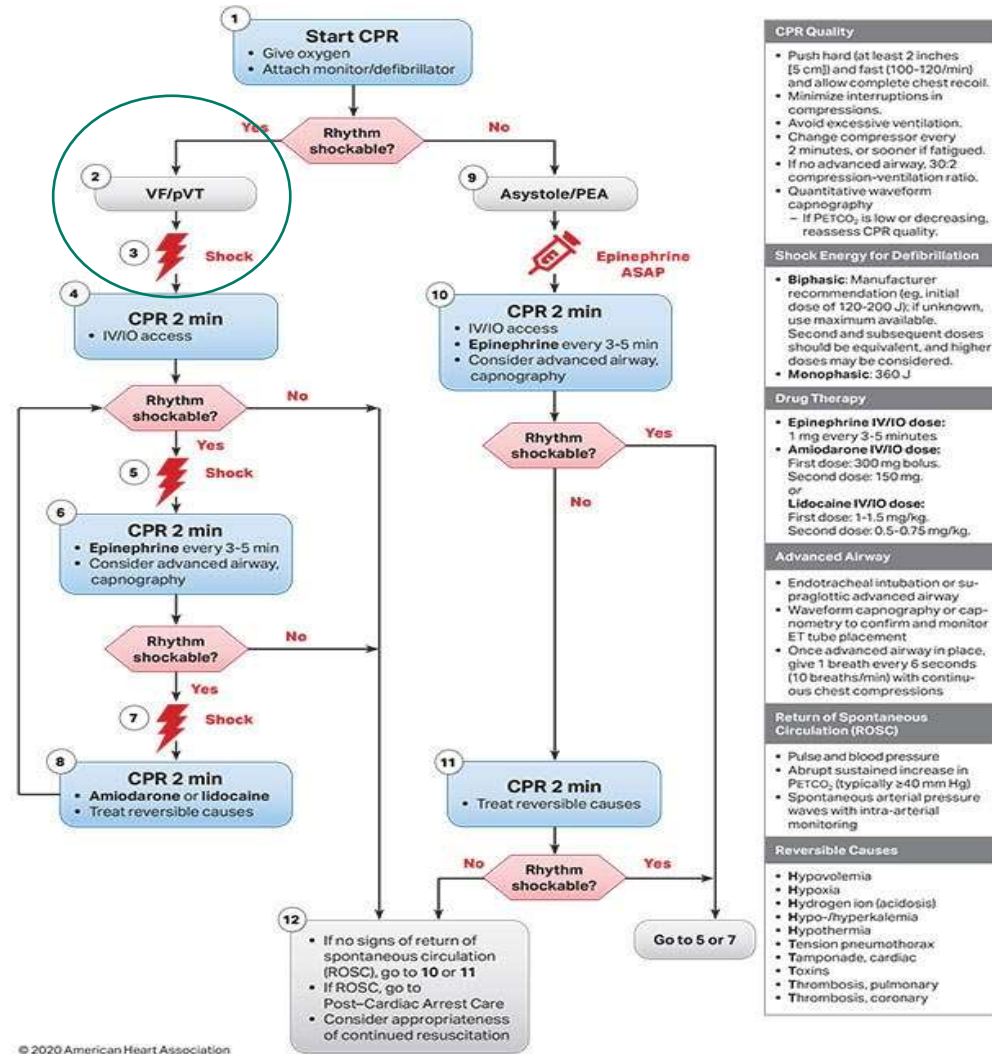 1
Start CPR
• Give oxygen
• Attach monitor/defibrillator
Yes
Rhythm
shockable?
No
2
VF/pVT
9
Asystole/PEA
3
Shock
Epinephrine
ASAP
4
CPR 2 min
• IV/IO access
10
CPR 2 min
• IV/IO access
• Epinephrine every 3-5 min
• Consider advanced airway,
capnography
Rhythm
shockable?
No
Yes
5
Shock
Rhythm
shockable?
Yes
No
6
CPR 2 min
• Epinephrine every 3-5 min
• Consider advanced airway,
capnography
Rhythm
shockable?
No
Yes
7
Shock
8
CPR 2 min
• Amiodarone or lidocaine
• Treat reversible causes
11
CPR 2 min
• Treat reversible causes
No
Rhythm
shockable?
Yes
12
• If no signs of return of
spontaneous circulation
(ROSC), go to 10 or 11
• If ROSC, go to
Post–Cardiac Arrest Care
• Consider appropriateness
of continued resuscitation
Go to 5 or 7
© 2020 American Heart Association
CPR Quality
• Push hard (at least 2 inches
[5 cm]) and fast (100-120/min)
and allow complete chest recoil.
• Minimize interruptions in
compressions.
• Avoid excessive ventilation.
• Change compressor every
2 minutes, or sooner if fatigued.
• If no advanced airway, 30:2
compression-ventilation ratio.
• Quantitative waveform
capnography
– If PETCO₂ is low or decreasing,
reassess CPR quality.
Shock Energy for Defibrillation
• Biphasic: Manufacturer
recommendation (eg, initial
dose of 120-200 J); if unknown,
use maximum available.
Second and subsequent doses
should be equivalent, and higher
doses may be considered.
• Monophasic: 360 J
Drug Therapy
• Epinephrine IV/IO dose:
1 mg every 3-5 minutes
• Amiodarone IV/IO dose:
First dose: 300 mg bolus.
Second dose: 150 mg.
or
Lidocaine IV/IO dose:
First dose: 1-1.5 mg/kg.
Second dose: 0.5-0.75 mg/kg.
Advanced Airway
• Endotracheal intubation or su-
praglottic advanced airway
• Waveform capnography or cap-
nometry to confirm and monitor
ET tube placement
• Once advanced airway in place,
give 1 breath every 6 seconds
(10 breaths/min) with continu-
ous chest compressions
Return of Spontaneous
Circulation (ROSC)
• Pulse and blood pressure
• Abrupt sustained increase in
PETCO₂ (typically ≥40 mm Hg)
• Spontaneous arterial pressure
waves with intra-arterial
monitoring
Reversible Causes
• Hypovolemia
• Hypoxia
• Hydrogen ion (acidosis)
• Hypo-/hyperkalemia
• Hypothermia
• Tension pneumothorax
• Tamponade, cardiac
• Toxins
• Thrombosis, pulmonary
• Thrombosis, coronary